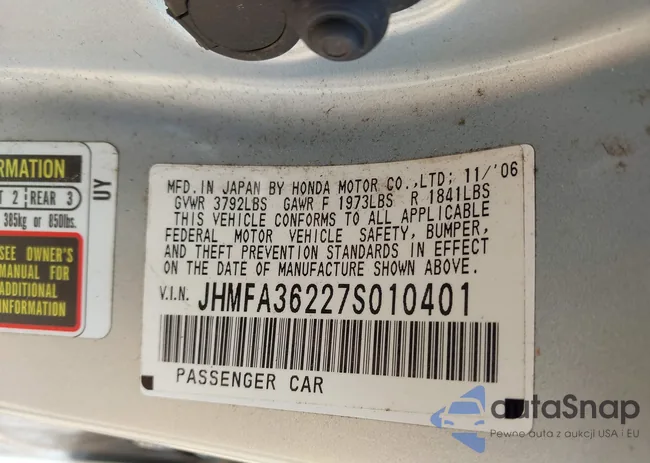 RMATION
T 2 REAR 3
385kg or 850lbs.
SEE OWNER'S
MANUAL FOR
ADDITIONAL
INFORMATION
UY
MFD. IN JAPAN BY HONDA MOTOR CO.,LTD; 11/'06
GVWR 3792LBS GAWR F 1973LBS R 1841LBS
THIS VEHICLE CONFORMS TO ALL APPLICABLE
FEDERAL MOTOR VEHICLE SAFETY, BUMPER,
AND THEFT PREVENTION STANDARDS IN EFFECT
ON THE DATE OF MANUFACTURE SHOWN ABOVE.
V.I.N. JHMFA36227S010401
PASSENGER CAR
autaSnap
Pewne auta z aukcji USA i EU